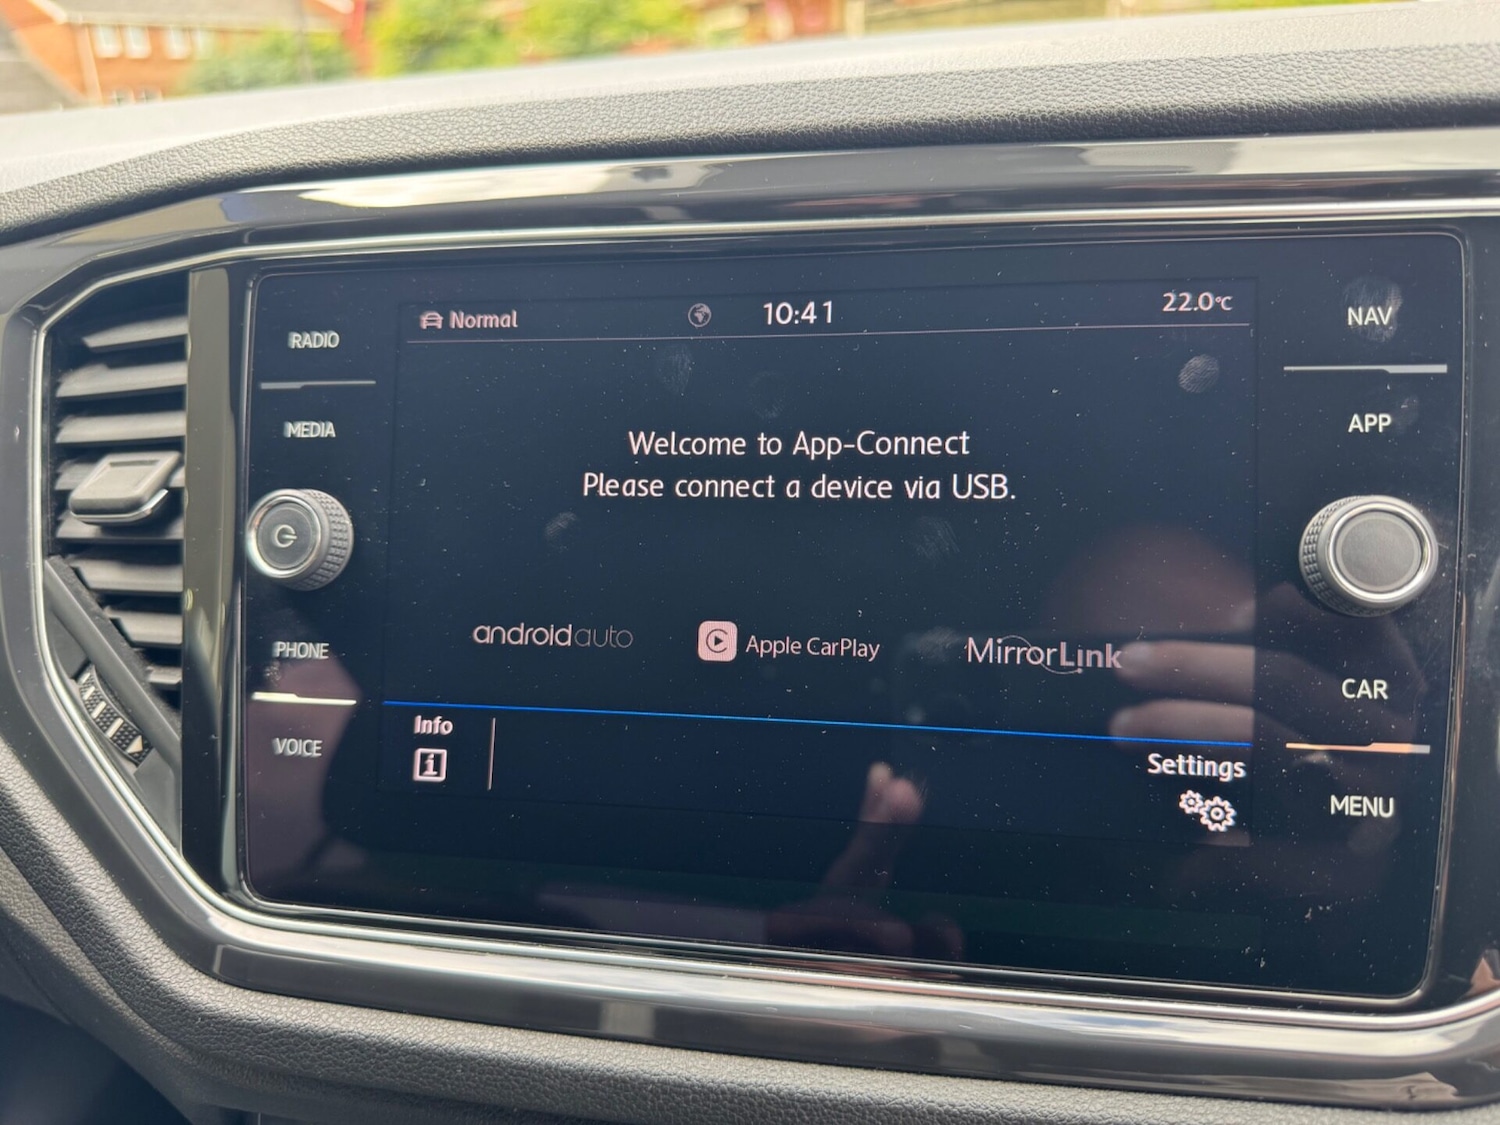 Normal
10:41
22.0°C
RADIO
MEDIA
PHONE
VOICE
Welcome to App-Connect
Please connect a device via USB.
androidauto
Apple CarPlay
MirrorLink
Info
i
Settings
NAV
APP
CAR
MENU